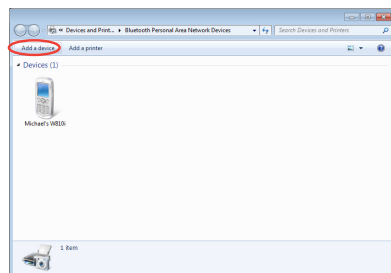 « Devices and Print... ▸ Bluetooth Personal Area Network Devices
Search Devices and Printers
Add a device Add a printer
Devices (1)
Michael's W810i
1 item